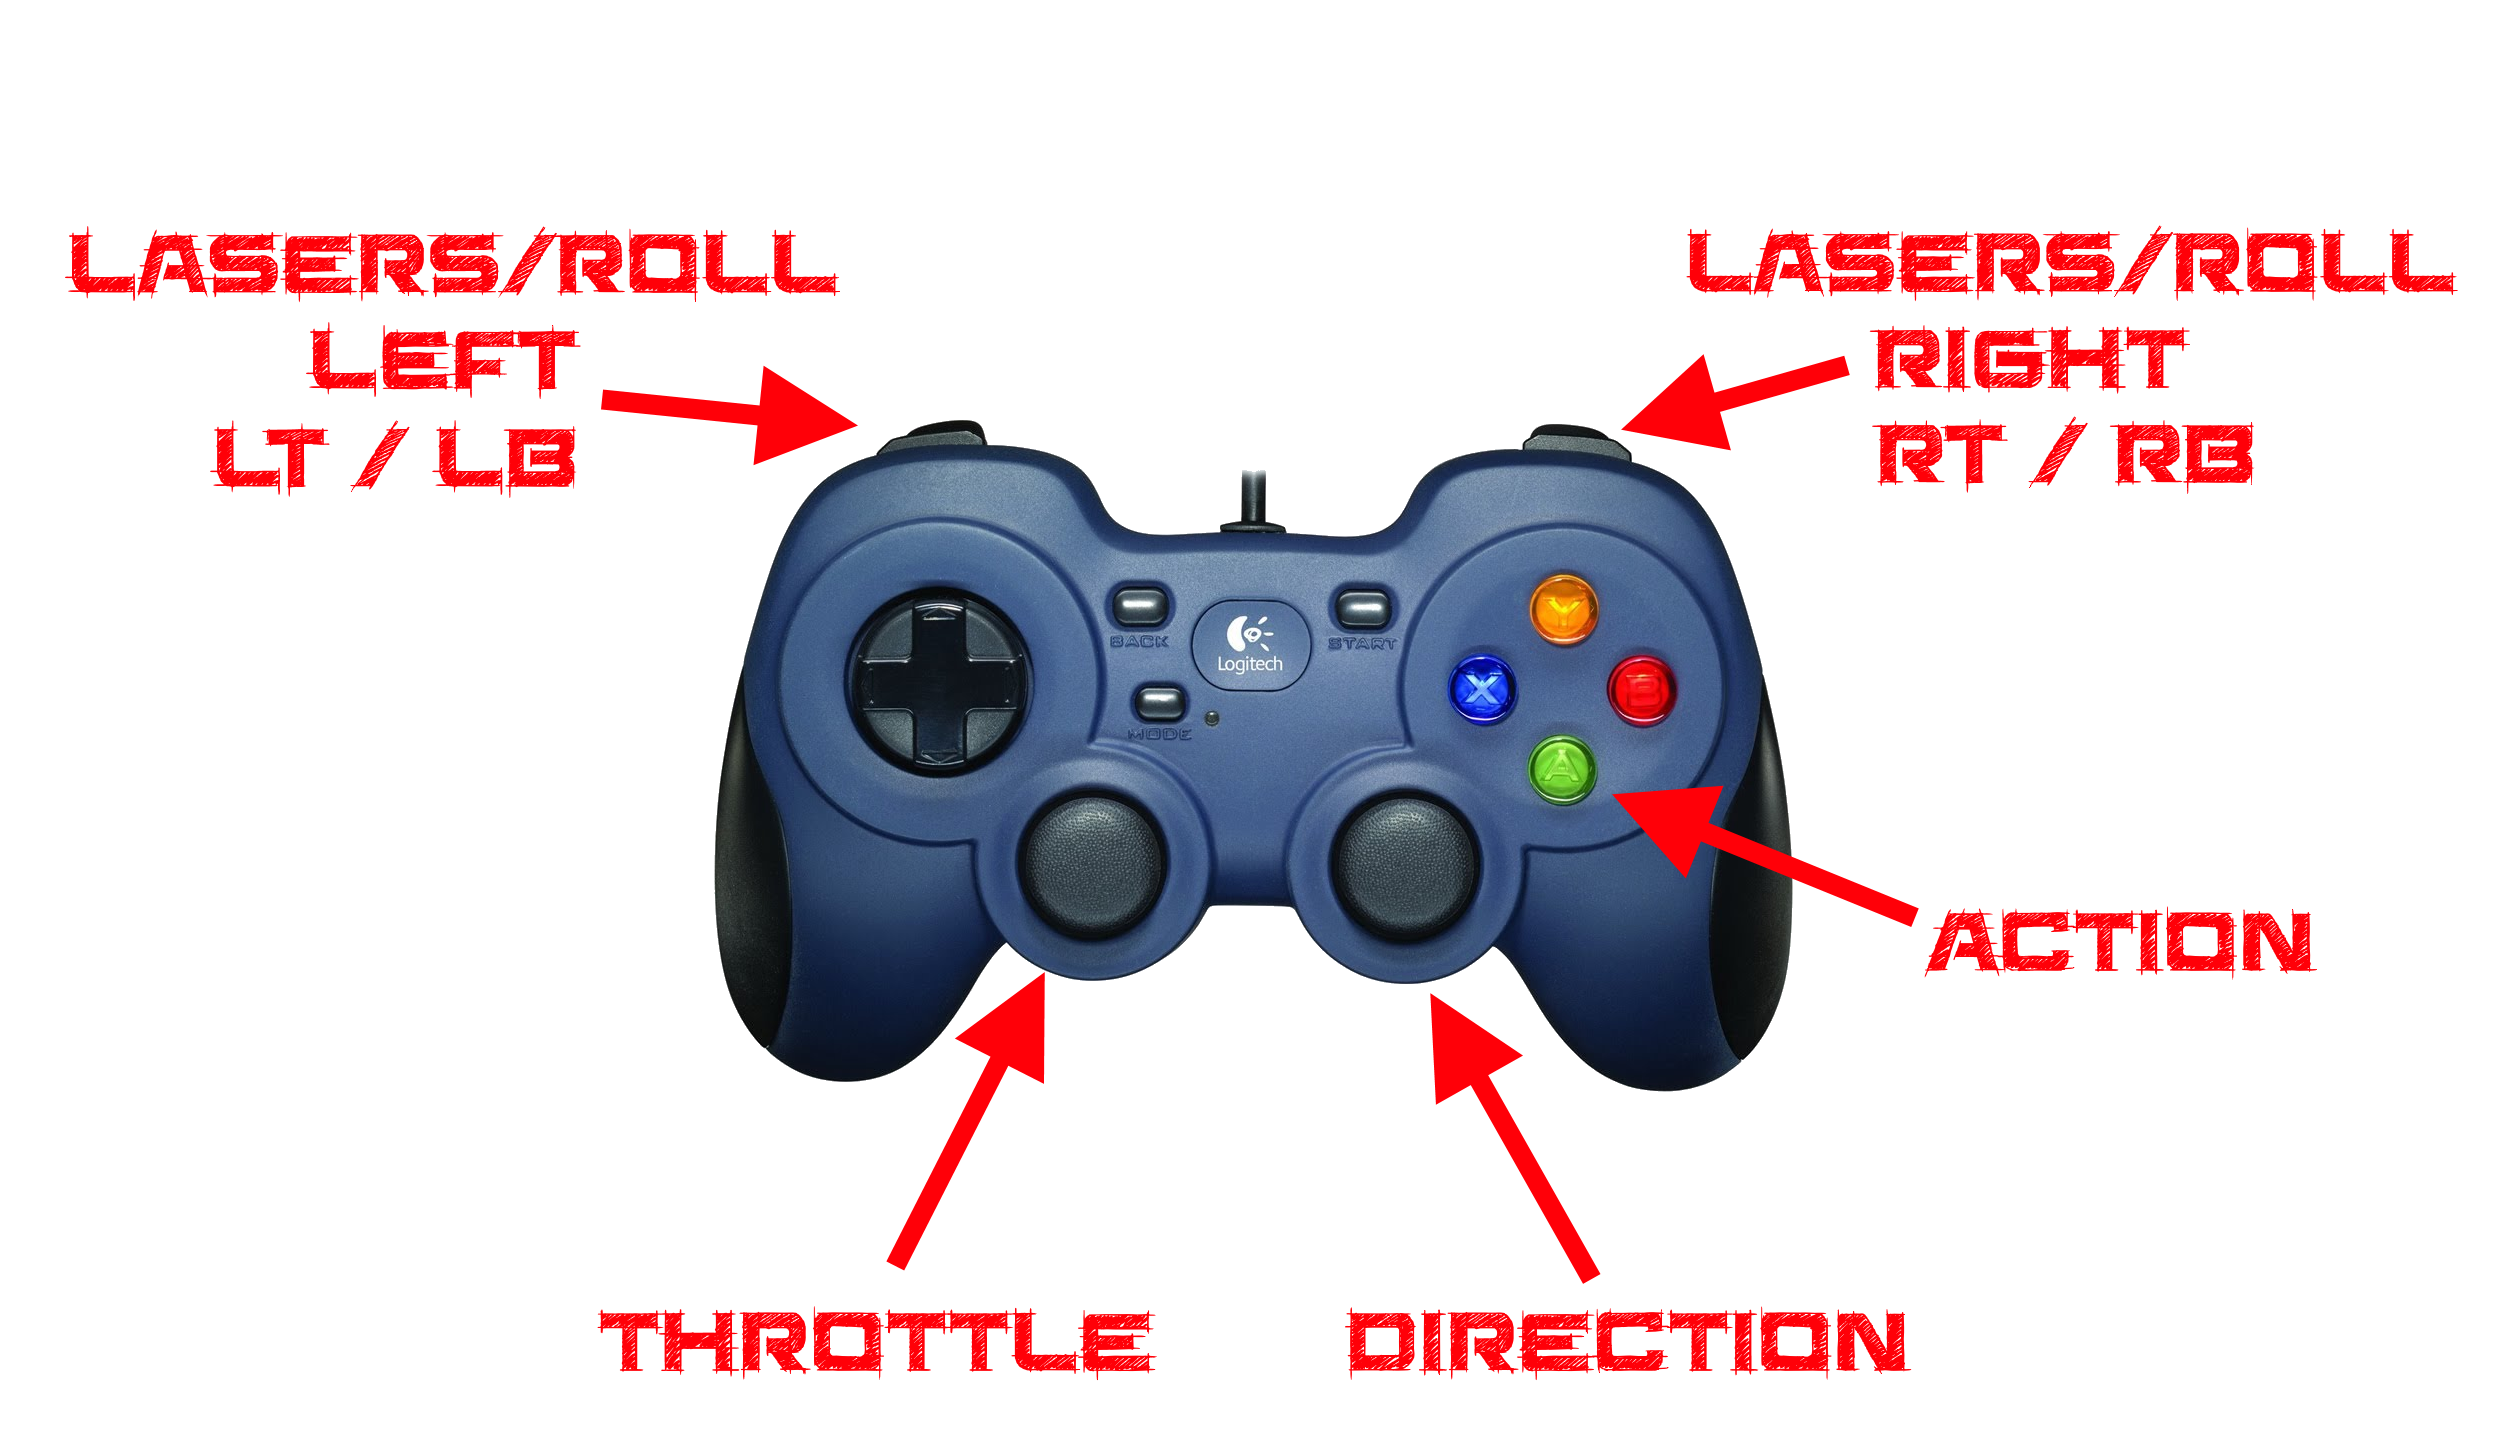 LASERS/ROLL
LEFT
LT / LB
LASERS/ROLL
RIGHT
RT / RB
BACK
Logitech
START
Y
X
B
MODE
A
ACTION
THROTTLE
DIRECTION